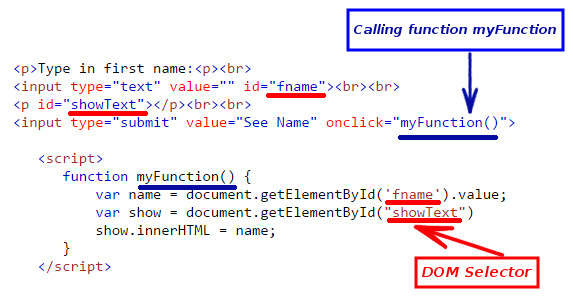 Calling function myFunction
<p>Type in first name:<p><br>
<input type="text" value="" id="fname"><br><br>
<p id="showText"></p><br><br>
<input type="submit" value="See Name" onclick="myFunction()">
<script>
function myFunction() {
var name = document.getElementById('fname').value;
var show = document.getElementById("showText")
show.innerHTML = name;
}
</script>
DOM Selector